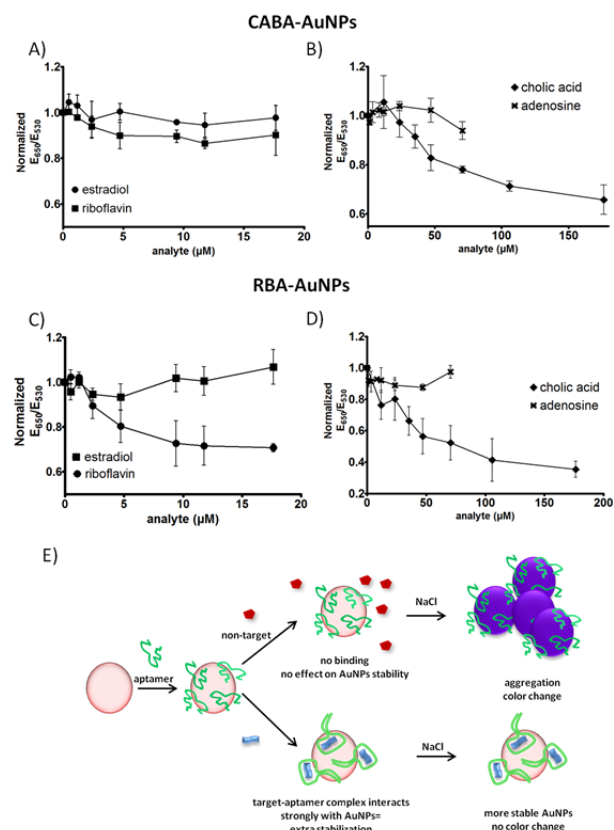 CABA-AuNPs
A)
B)
Normalized
E650/E530
1.2
1.0
0.8
0.6
0
5
10
15
20
analyte (µM)
estradiol
riboflavin
Normalized
E650/E530
1.2
1.0
0.8
0.6
0
50
100
150
analyte (µM)
cholic acid
adenosine
RBA-AuNPs
C)
D)
Normalized
E650/E530
1.2
1.0
0.8
0.6
0.4
0
5
10
15
20
analyte (µM)
estradiol
riboflavin
Normalized
E650/E530
1.2
1.0
0.8
0.6
0.4
0.2
0
50
100
150
analyte (µM)
cholic acid
adenosine
E)
aptamer
non-target
no binding
no effect on AuNPs stability
NaCl
aggregation
color change
target-aptamer complex interacts
strongly with AuNPs=
extra stabilization
NaCl
more stable AuNPs
no color change